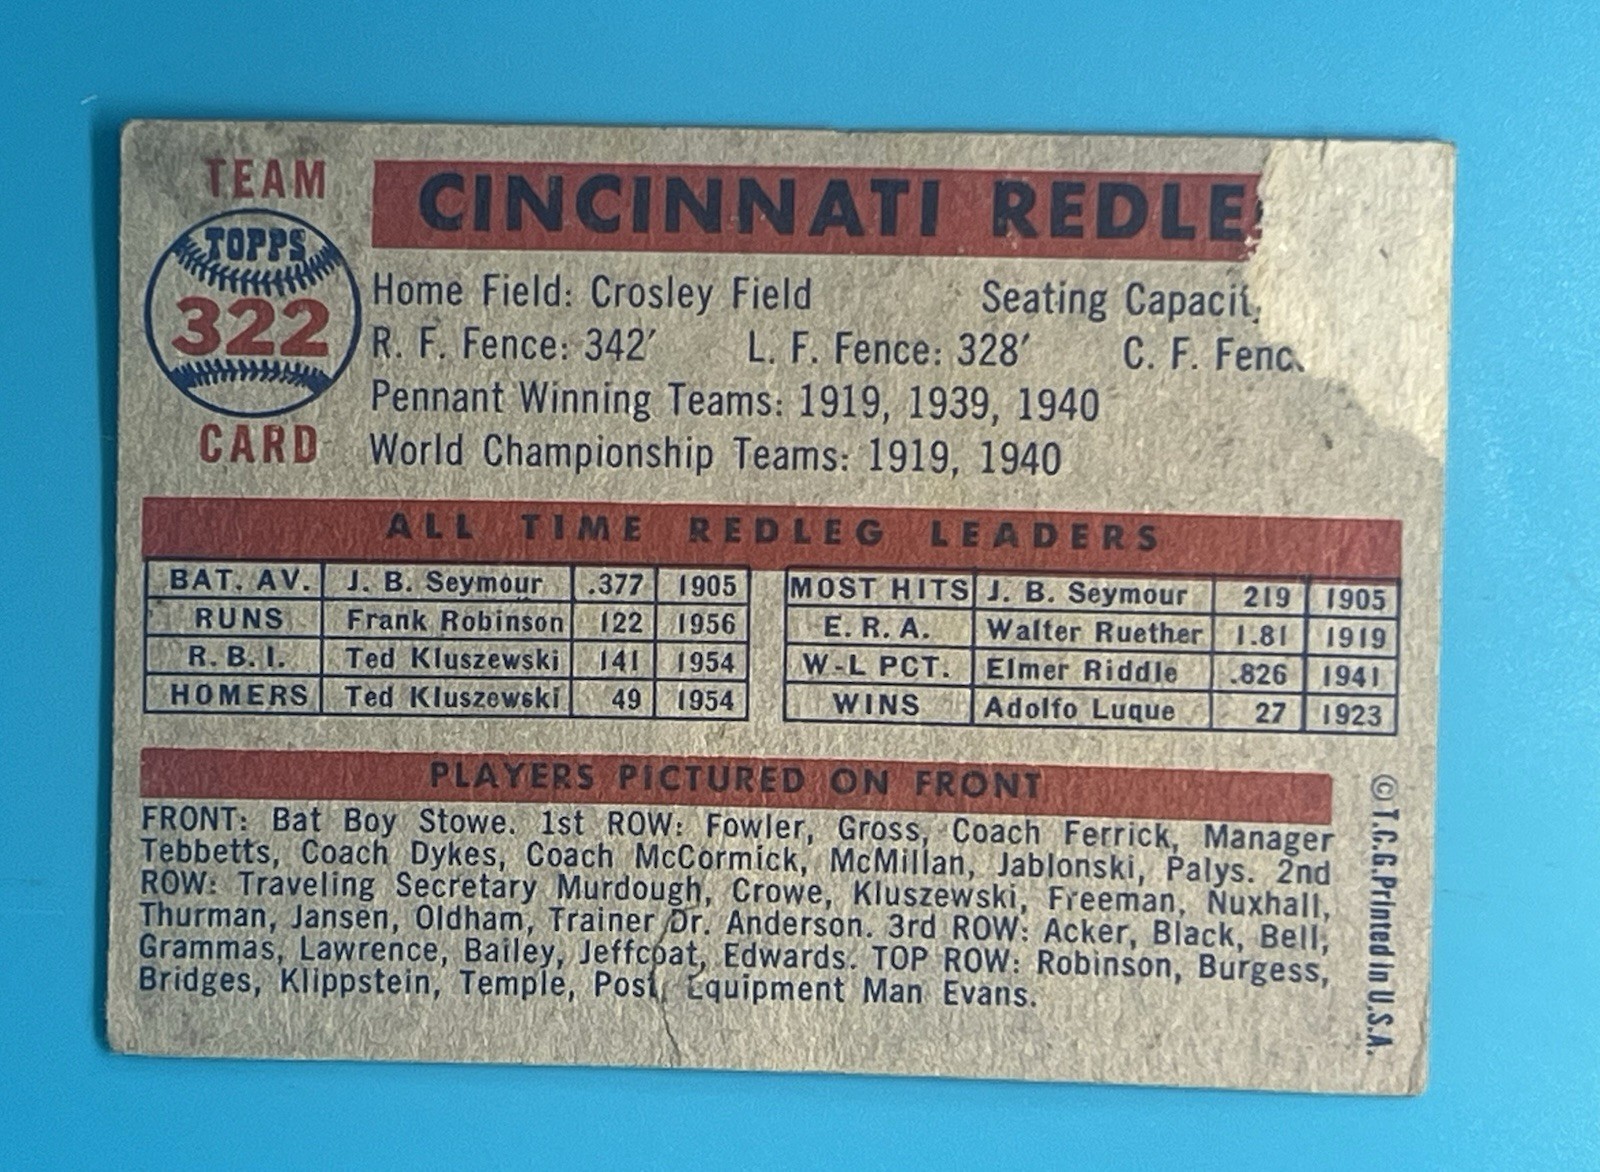 TEAM
TOPPS
322
CARD
CINCINNATI REDLE
Home Field: Crosley Field Seating
R. F. Fence: 342′ L. F. Fence: 328′ C. F.
Pennant Winning Teams: 1919, 1939, 1940
World Championship Teams: 1919, 1940
ALL TIME REDLEG LEADERS
BAT. AV. J. B. Seymour .377 1905
RUNS Frank Robinson 122 1956
R.B.I. Ted Kluszewski 141 1954
HOMERS Ted Kluszewski 49 1954
MOST HITS J. B. Seymour 219 1905
E.R.A. Walter Ruether 1.81 1919
W-L PCT. Elmer Riddle .826 1941
WINS Adolfo Luque 27 1923
PLAYERS PICTURED ON FRONT
FRONT: Bat Boy Stowe. 1st ROW: Fowler, Gross, Coach Ferrick, Manager
Tebbetts, Coach Dykes, Coach McCormick, McMillan, Jablonski, Palys. 2nd
ROW: Traveling Secretary Murdough, Crowe, Kluszewski, Freeman, Nuxhall,
Thurman, Jansen, Oldham, Trainer Dr. Anderson. 3rd ROW: Acker, Black, Bell,
Grammas, Lawrence, Bailey, Jeffcoat, Edwards. TOP ROW: Robinson, Burgess,
Bridges, Klippstein, Temple, Post, Equipment Man Evans.
© T.C.G. Printed in U.S.A.